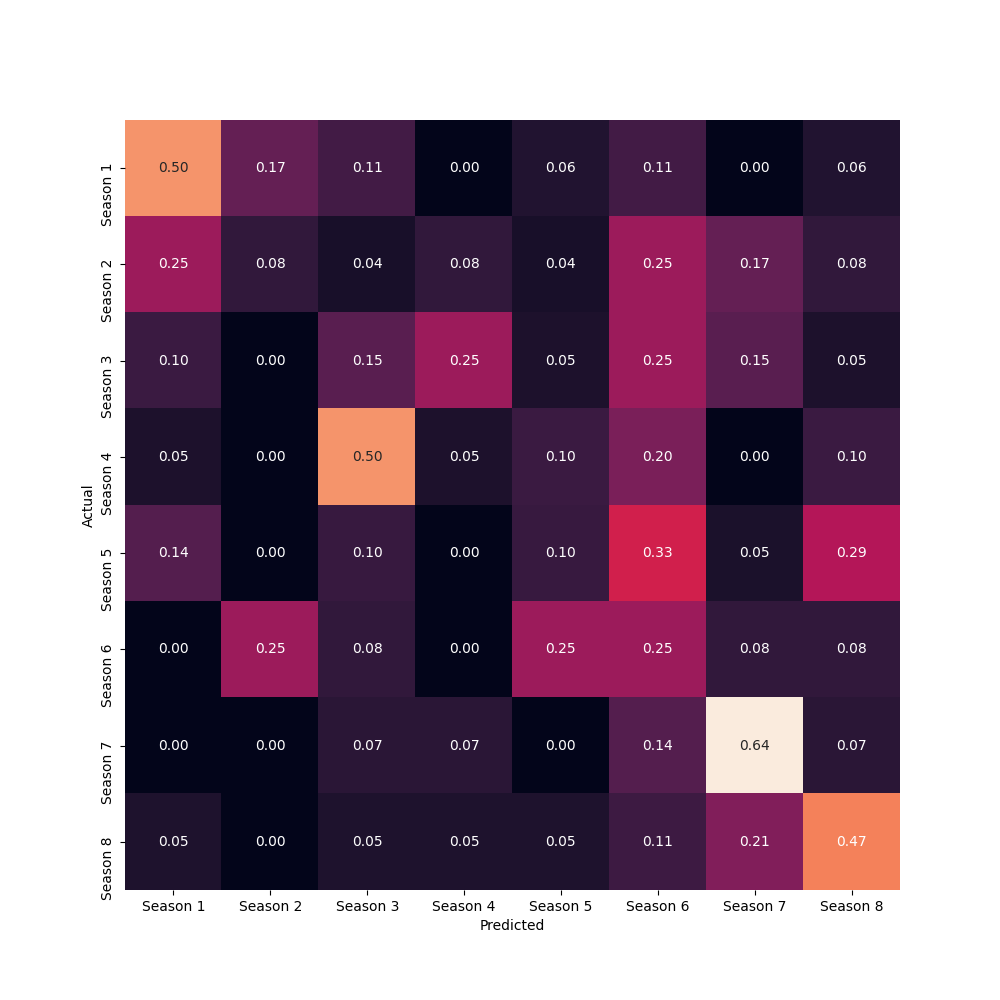 Season 1 0.50 0.17 0.11 0.00 0.06 0.11 0.00 0.06
Season 2 0.25 0.08 0.04 0.08 0.04 0.25 0.17 0.08
Season 3 0.10 0.00 0.15 0.25 0.05 0.25 0.15 0.05
Season 4 0.05 0.00 0.50 0.05 0.10 0.20 0.00 0.10
Actual
Season 5 0.14 0.00 0.10 0.00 0.10 0.33 0.05 0.29
Season 6 0.00 0.25 0.08 0.00 0.25 0.25 0.08 0.08
Season 7 0.00 0.00 0.07 0.07 0.00 0.14 0.64 0.07
Season 8 0.05 0.00 0.05 0.05 0.05 0.11 0.21 0.47
Season 1 Season 2 Season 3 Season 4 Season 5 Season 6 Season 7 Season 8
Predicted